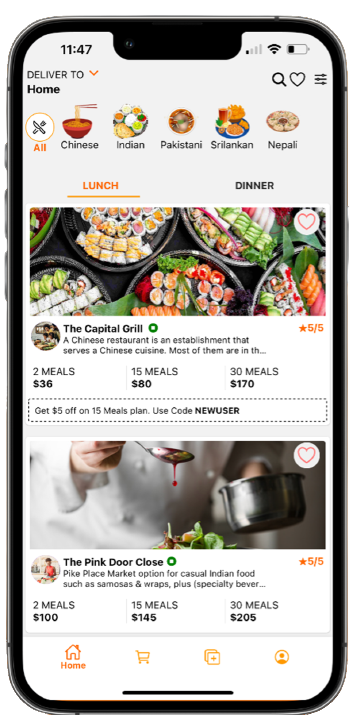 11:47
DELIVER TO
Home
All
Chinese
Indian
Pakistani
Srilankan
Nepali
LUNCH
DINNER
The Capital Grill
★5/5
A Chinese restaurant is an establishment that
serves a Chinese cuisine. Most of them are in th...
2 MEALS
15 MEALS
30 MEALS
$36
$80
$170
Get $5 off on 15 Meals plan. Use Code NEWUSER
The Pink Door Close
★5/5
Pike Place Market option for casual Indian food
such as samosas & wraps, plus (specialty bever...
2 MEALS
15 MEALS
30 MEALS
$100
$145
$205
Home